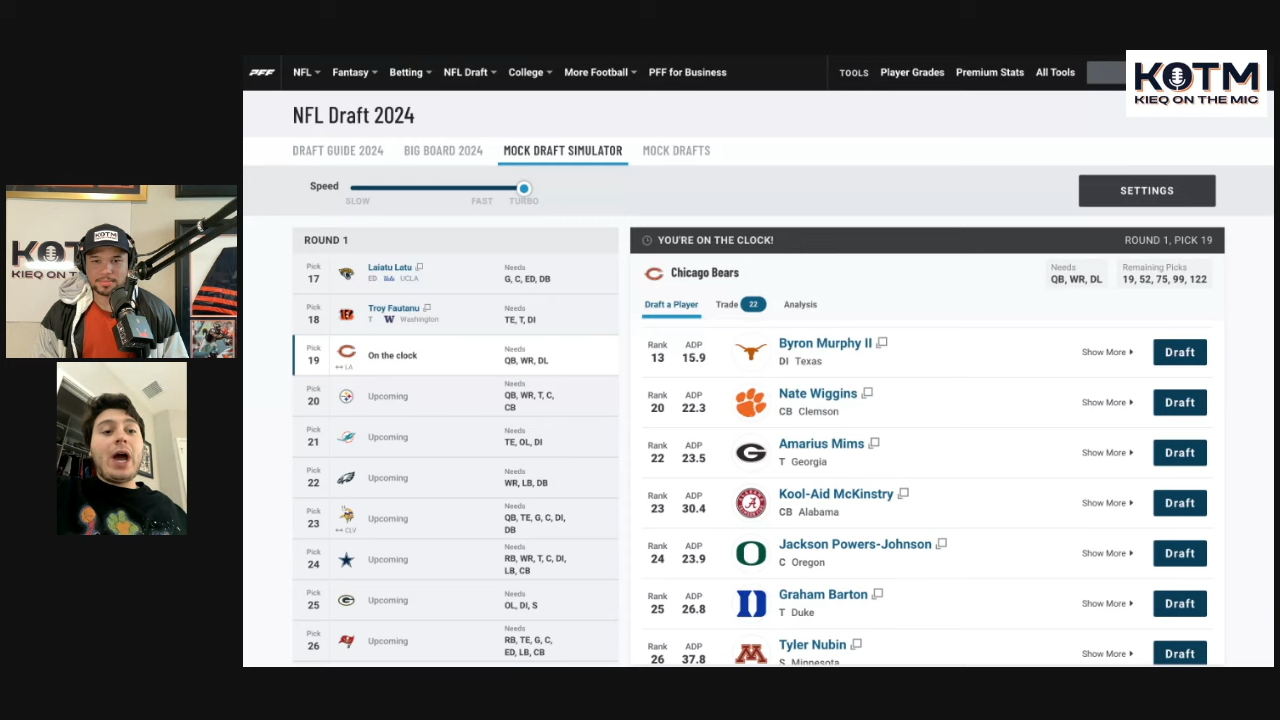 PFF
NFL
Fantasy
Betting
NFL Draft
College
More Football
PFF for Business
TOOLS
Player Grades
Premium Stats
All Tools
KOTM
KIEQ ON THE MIC
NFL Draft 2024
DRAFT GUIDE 2024
BIG BOARD 2024
MOCK DRAFT SIMULATOR
MOCK DRAFTS
Speed
SLOW
FAST
TURBO
SETTINGS
ROUND 1
Pick
17
Laiatu Latu
ED UCLA
Needs
G, C, ED, DB
Pick
18
Troy Fautanu
T W Washington
Needs
TE, T, DI
Pick
19
↔ LA
On the clock
Needs
QB, WR, DL
Pick
20
Upcoming
Needs
QB, WR, T, C,
CB
Pick
21
Upcoming
Needs
TE, OL, DI
Pick
22
Upcoming
Needs
WR, LB, DB
Pick
23
↔ CLV
Upcoming
Needs
QB, TE, G, C, DI,
DB
Pick
24
Upcoming
Needs
RB, WR, T, C, DI,
LB, CB
Pick
25
Upcoming
Needs
OL, DI, S
Pick
26
Upcoming
Needs
RB, TE, G, C,
ED, LB, CB
YOU'RE ON THE CLOCK!
ROUND 1, PICK 19
Chicago Bears
Needs
QB, WR, DL
Remaining Picks
19, 52, 75, 99, 122
Draft a Player
Trade 22
Analysis
Rank
13
ADP
15.9
Byron Murphy II
DI Texas
Show More
Draft
Rank
20
ADP
22.3
Nate Wiggins
CB Clemson
Show More
Draft
Rank
22
ADP
23.5
Amarius Mims
T Georgia
Show More
Draft
Rank
23
ADP
30.4
Kool-Aid McKinstry
CB Alabama
Show More
Draft
Rank
24
ADP
23.9
Jackson Powers-Johnson
C Oregon
Show More
Draft
Rank
25
ADP
26.8
Graham Barton
T Duke
Show More
Draft
Rank
26
ADP
37.8
Tyler Nubin
S Minnesota
Show More
Draft
KOTM
KIEQ ON T
KOTM